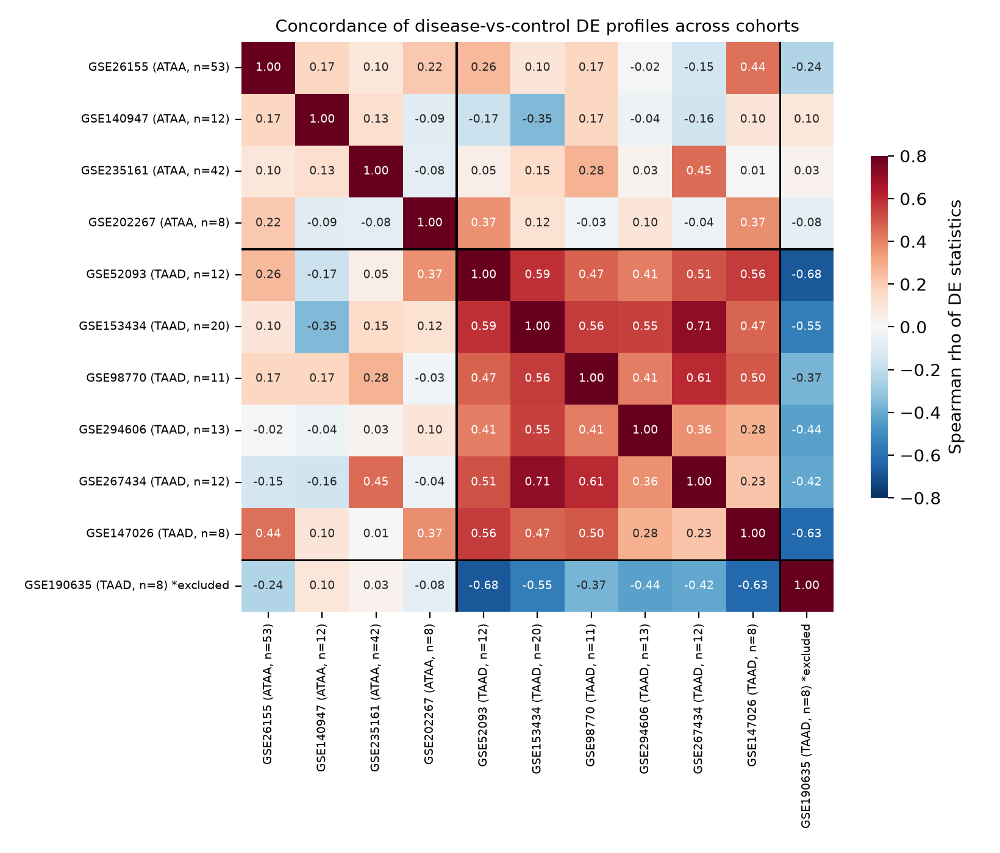 Concordance of disease-vs-control DE profiles across cohorts
GSE26155 (ATAA, n=53) 1.00 0.17 0.10 0.22 0.26 0.10 0.17 -0.02 -0.15 0.44 -0.24
GSE140947 (ATAA, n=12) 0.17 1.00 0.13 -0.09 -0.17 -0.35 0.17 -0.04 -0.16 0.10 0.10
GSE235161 (ATAA, n=42) 0.10 0.13 1.00 -0.08 0.05 0.15 0.28 0.03 0.45 0.01 0.03
GSE202267 (ATAA, n=8) 0.22 -0.09 -0.08 1.00 0.37 0.12 -0.03 0.10 -0.04 0.37 -0.08
GSE52093 (TAAD, n=12) 0.26 -0.17 0.05 0.37 1.00 0.59 0.47 0.41 0.51 0.56 -0.68
GSE153434 (TAAD, n=20) 0.10 -0.35 0.15 0.12 0.59 1.00 0.56 0.55 0.71 0.47 -0.55
GSE98770 (TAAD, n=11) 0.17 0.17 0.28 -0.03 0.47 0.56 1.00 0.41 0.61 0.50 -0.37
GSE294606 (TAAD, n=13) -0.02 -0.04 0.03 0.10 0.41 0.55 0.41 1.00 0.36 0.28 -0.44
GSE267434 (TAAD, n=12) -0.15 -0.16 0.45 -0.04 0.51 0.71 0.61 0.36 1.00 0.23 -0.42
GSE147026 (TAAD, n=8) 0.44 0.10 0.01 0.37 0.56 0.47 0.50 0.28 0.23 1.00 -0.63
GSE190635 (TAAD, n=8) *excluded -0.24 0.10 0.03 -0.08 -0.68 -0.55 -0.37 -0.44 -0.42 -0.63 1.00
GSE26155 (ATAA, n=53)
GSE140947 (ATAA, n=12)
GSE235161 (ATAA, n=42)
GSE202267 (ATAA, n=8)
GSE52093 (TAAD, n=12)
GSE153434 (TAAD, n=20)
GSE98770 (TAAD, n=11)
GSE294606 (TAAD, n=13)
GSE267434 (TAAD, n=12)
GSE147026 (TAAD, n=8)
GSE190635 (TAAD, n=8) *excluded
0.8
0.6
0.4
0.2
0.0
−0.2
−0.4
−0.6
−0.8
Spearman rho of DE statistics